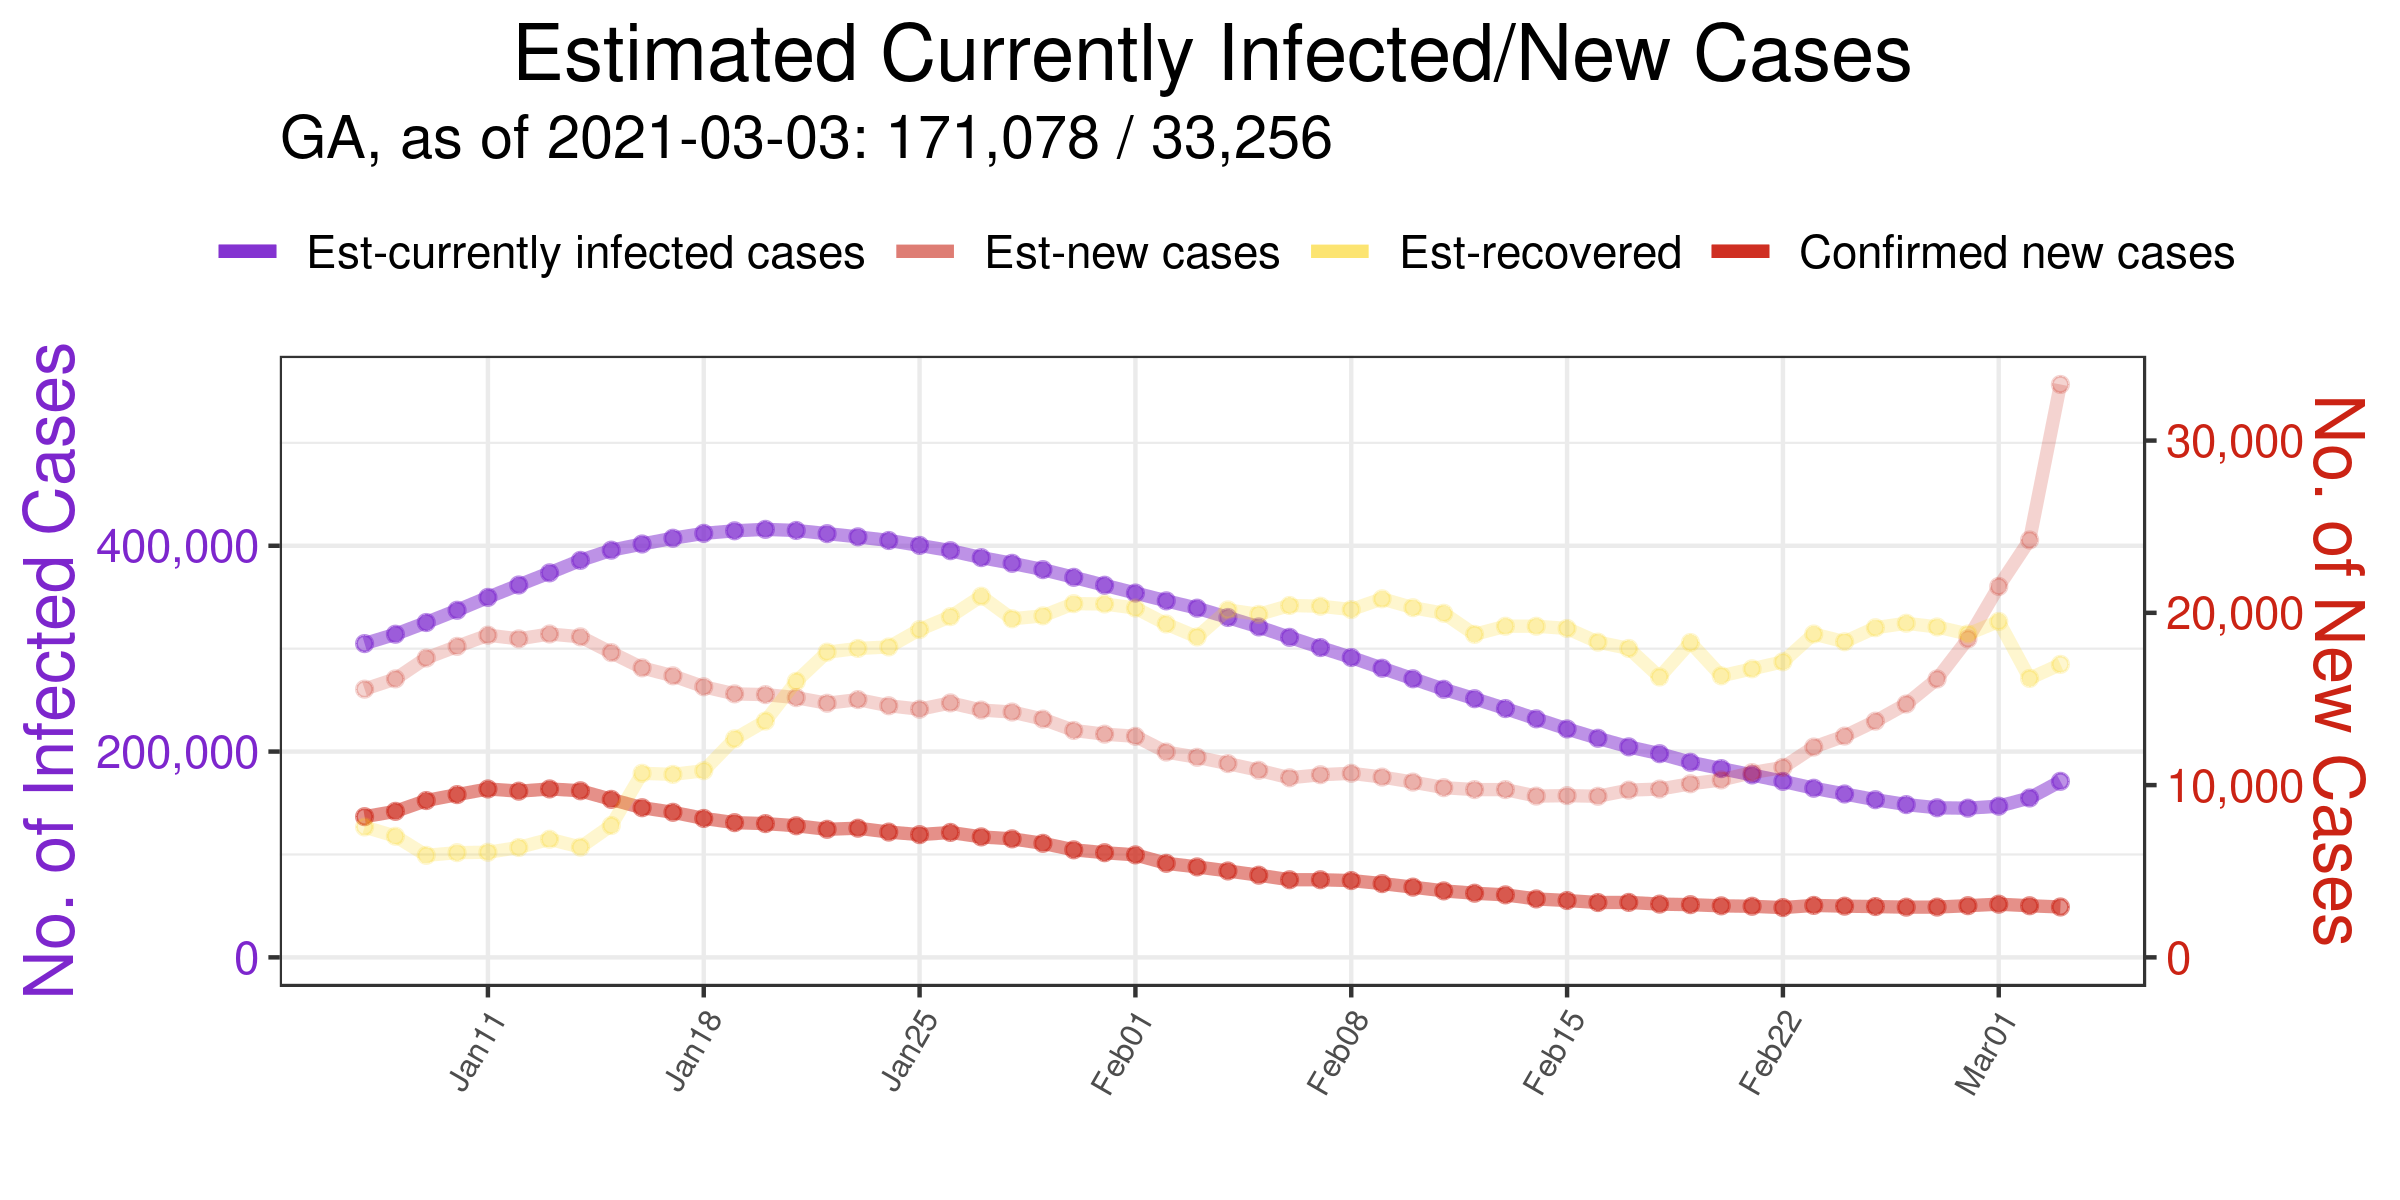 Estimated Currently Infected/New Cases
GA, as of 2021-03-03: 171,078 / 33,256
Est-currently infected cases Est-new cases Est-recovered Confirmed new cases
No. of Infected Cases
400,000
200,000
0
30,000
20,000
10,000
0
No. of New Cases
Jan11 Jan18 Jan25 Feb01 Feb08 Feb15 Feb22 Mar01